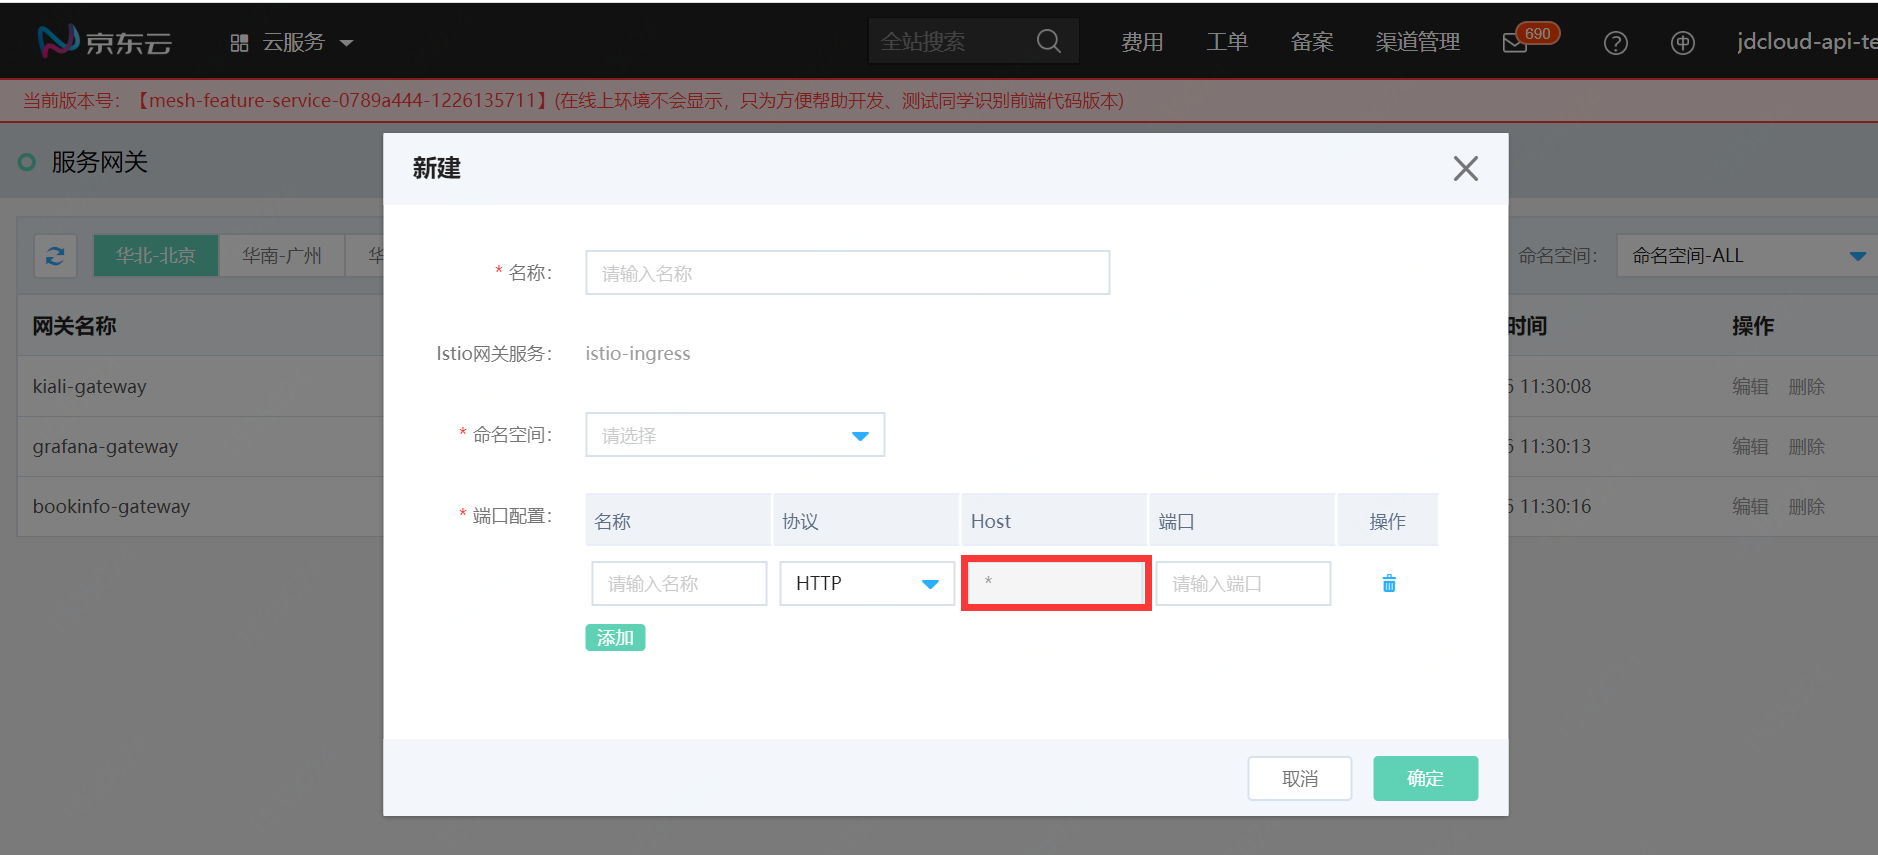 京东云 云服务 全站搜索 费用 工单 备案 渠道管理 690 jdcloud-api-te
当前版本号：【mesh-feature-service-0789a444-1226135711】(在线上环境不会显示，只为方便帮助开发、测试同学识别前端代码版本)
服务网关
新建
华北-北京 华南-广州 华 命名空间： 命名空间-ALL
* 名称： 请输入名称
网关名称 时间 操作
Istio网关服务： istio-ingress
kiali-gateway 11:30:08 编辑 删除
* 命名空间： 请选择
grafana-gateway 11:30:13 编辑 删除
bookinfo-gateway 11:30:16 编辑 删除
* 端口配置： 名称 协议 Host 端口 操作
请输入名称 HTTP * 请输入端口
添加
取消 确定